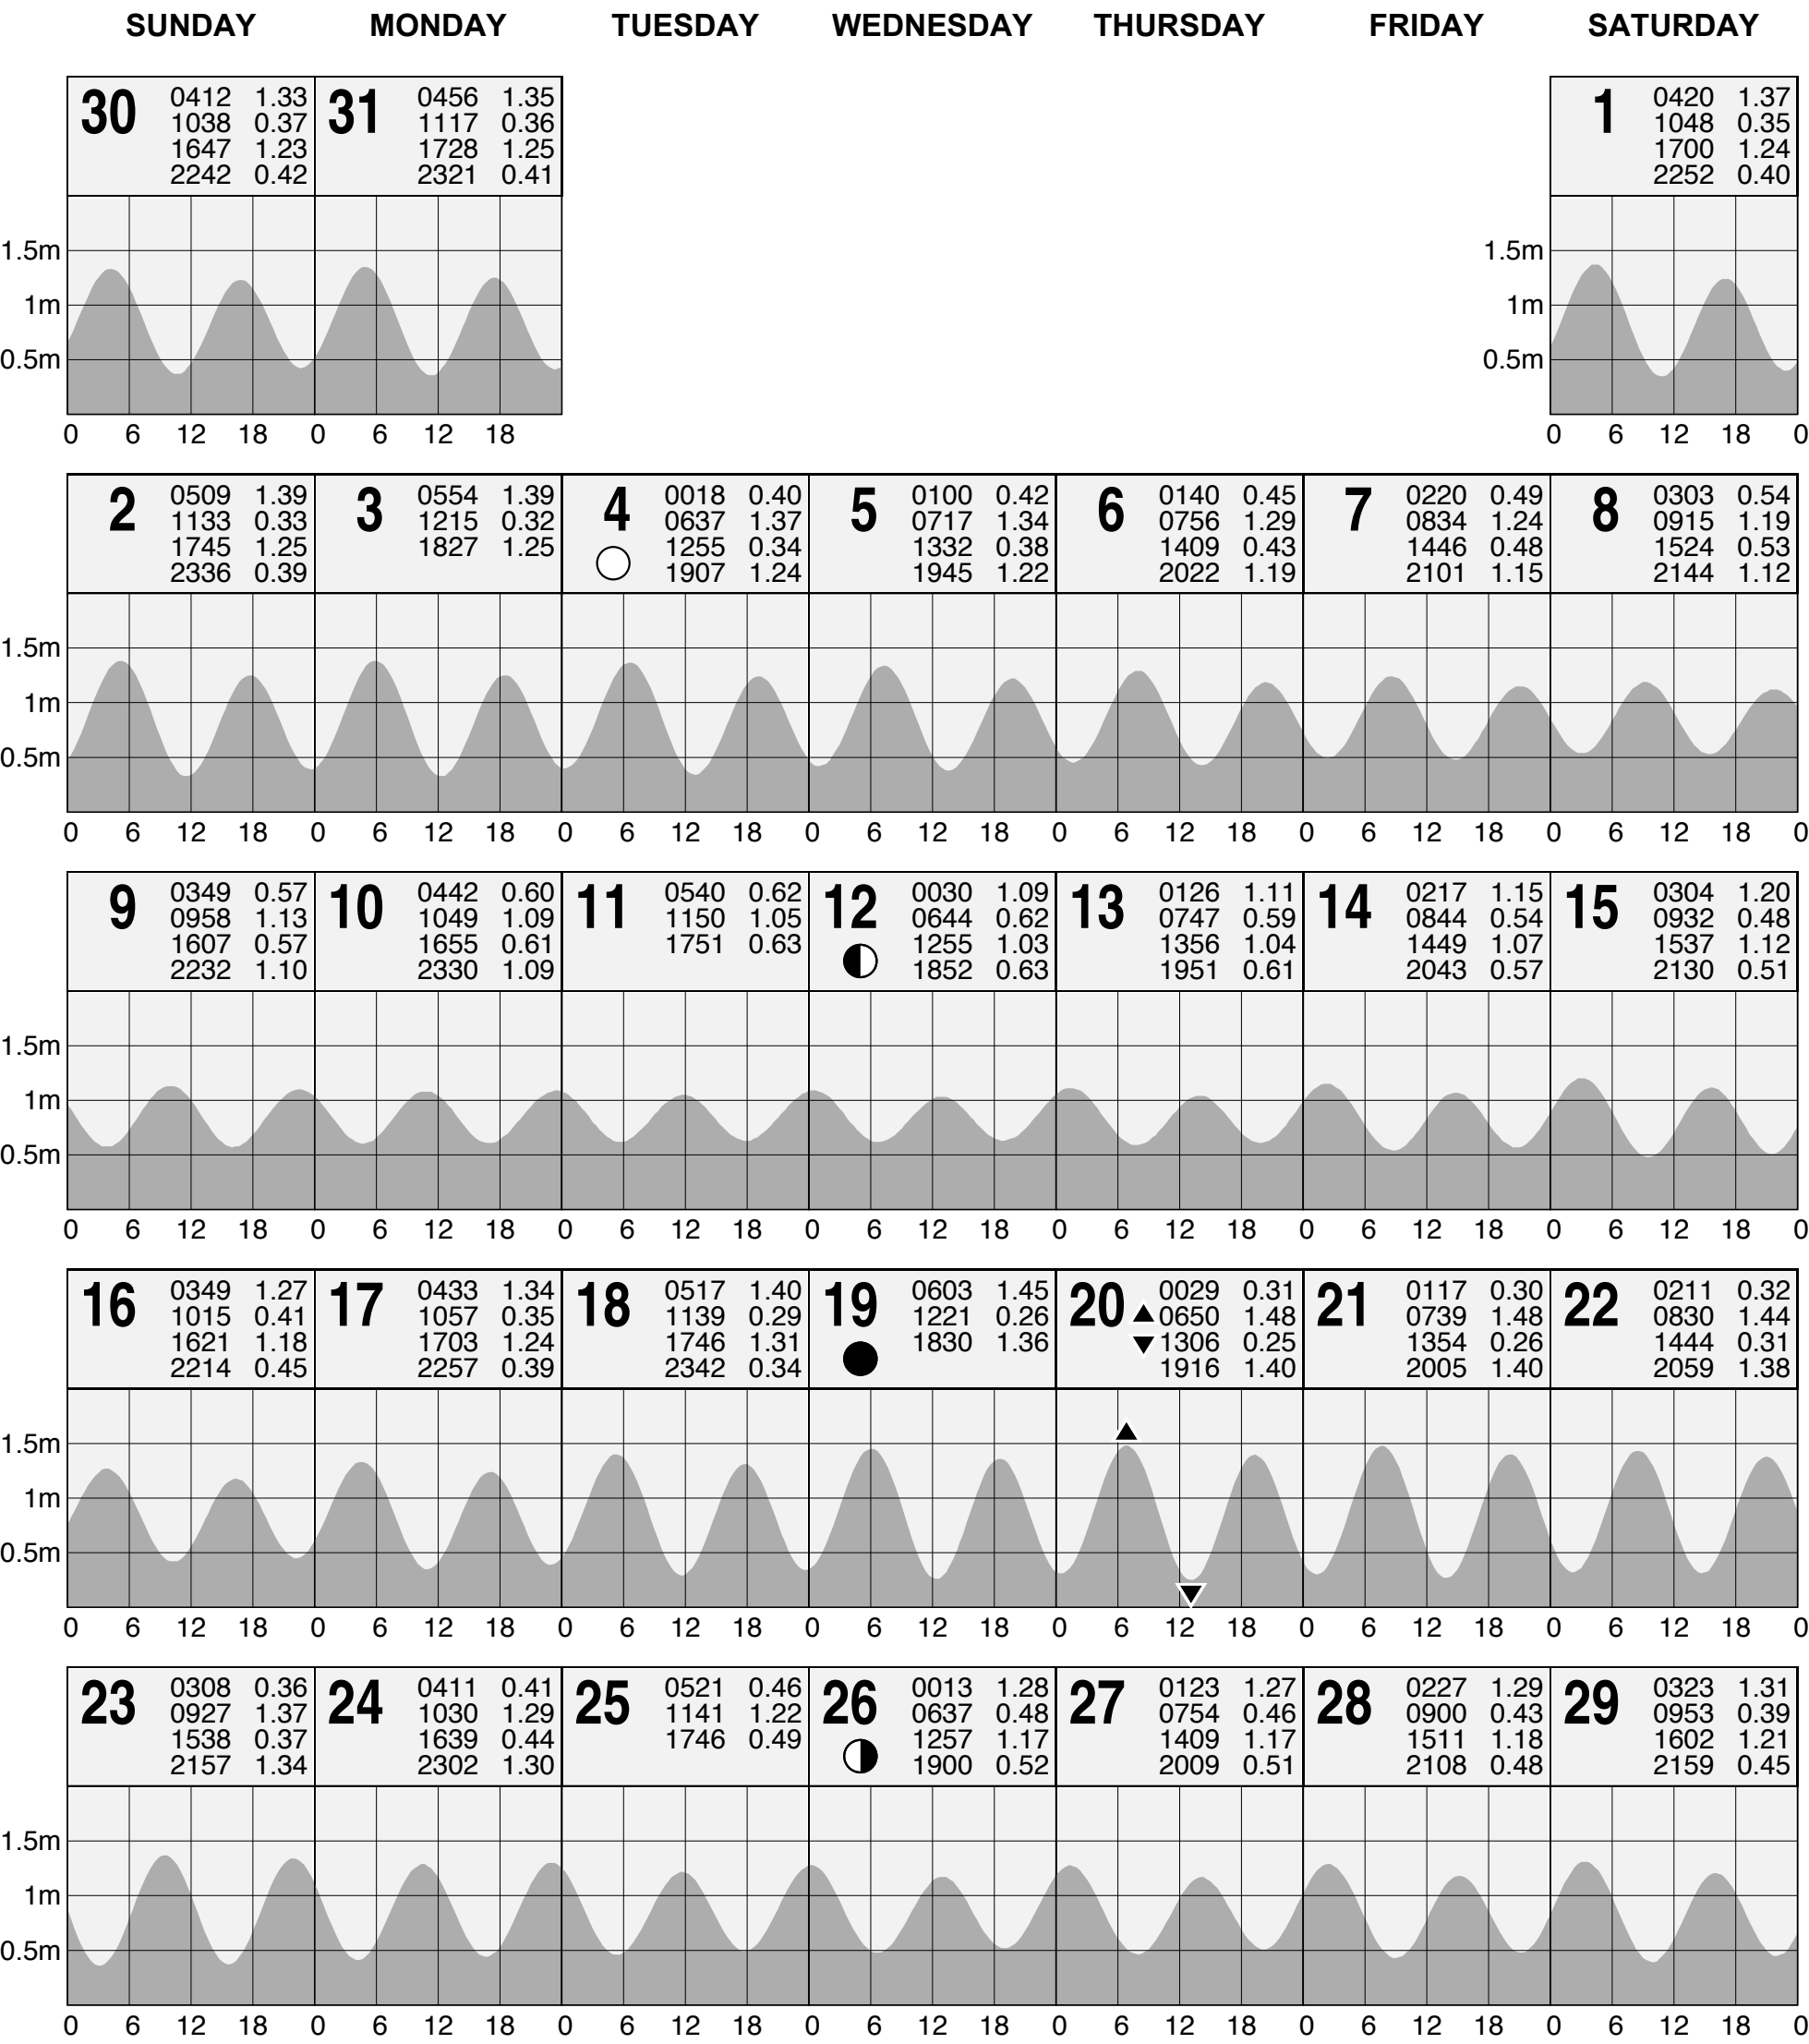 SUNDAY MONDAY TUESDAY WEDNESDAY THURSDAY FRIDAY SATURDAY
30 0412 1.33 31 0456 1.35 1 0420 1.37
1038 0.37 1117 0.36 1048 0.35
1647 1.23 1728 1.25 1700 1.24
2242 0.42 2321 0.41 2252 0.40
1.5m 1.5m
1m 1m
0.5m 0.5m
0 6 12 18 0 6 12 18 0 6 12 18 0
2 0509 1.39 3 0554 1.39 4 0018 0.40 5 0100 0.42 6 0140 0.45 7 0220 0.49 8 0303 0.54
1133 0.33 1215 0.32 0637 1.37 0717 1.34 0756 1.29 0834 1.24 0915 1.19
1745 1.25 1827 1.25 1255 0.34 1332 0.38 1409 0.43 1446 0.48 1524 0.53
2336 0.39 1907 1.24 1945 1.22 2022 1.19 2101 1.15 2144 1.12
1.5m
1m
0.5m
0 6 12 18 0 6 12 18 0 6 12 18 0 6 12 18 0 6 12 18 0 6 12 18 0 6 12 18 0
9 0349 0.57 10 0442 0.60 11 0540 0.62 12 0030 1.09 13 0126 1.11 14 0217 1.15 15 0304 1.20
0958 1.13 1049 1.09 1150 1.05 0644 0.62 0747 0.59 0844 0.54 0932 0.48
1607 0.57 1655 0.61 1751 0.63 1255 1.03 1356 1.04 1449 1.07 1537 1.12
2232 1.10 2330 1.09 1852 0.63 1951 0.61 2043 0.57 2130 0.51
1.5m
1m
0.5m
0 6 12 18 0 6 12 18 0 6 12 18 0 6 12 18 0 6 12 18 0 6 12 18 0 6 12 18 0
16 0349 1.27 17 0433 1.34 18 0517 1.40 19 0603 1.45 20 0029 0.31 21 0117 0.30 22 0211 0.32
1015 0.41 1057 0.35 1139 0.29 1221 0.26 0650 1.48 0739 1.48 0830 1.44
1621 1.18 1703 1.24 1746 1.31 1830 1.36 1306 0.25 1354 0.26 1444 0.31
2214 0.45 2257 0.39 2342 0.34 1916 1.40 2005 1.40 2059 1.38
1.5m
1m
0.5m
0 6 12 18 0 6 12 18 0 6 12 18 0 6 12 18 0 6 12 18 0 6 12 18 0 6 12 18 0
23 0308 0.36 24 0411 0.41 25 0521 0.46 26 0013 1.28 27 0123 1.27 28 0227 1.29 29 0323 1.31
0927 1.37 1030 1.29 1141 1.22 0637 0.48 0754 0.46 0900 0.43 0953 0.39
1538 0.37 1639 0.44 1746 0.49 1257 1.17 1409 1.17 1511 1.18 1602 1.21
2157 1.34 2302 1.30 1900 0.52 2009 0.51 2108 0.48 2159 0.45
1.5m
1m
0.5m
0 6 12 18 0 6 12 18 0 6 12 18 0 6 12 18 0 6 12 18 0 6 12 18 0 6 12 18 0